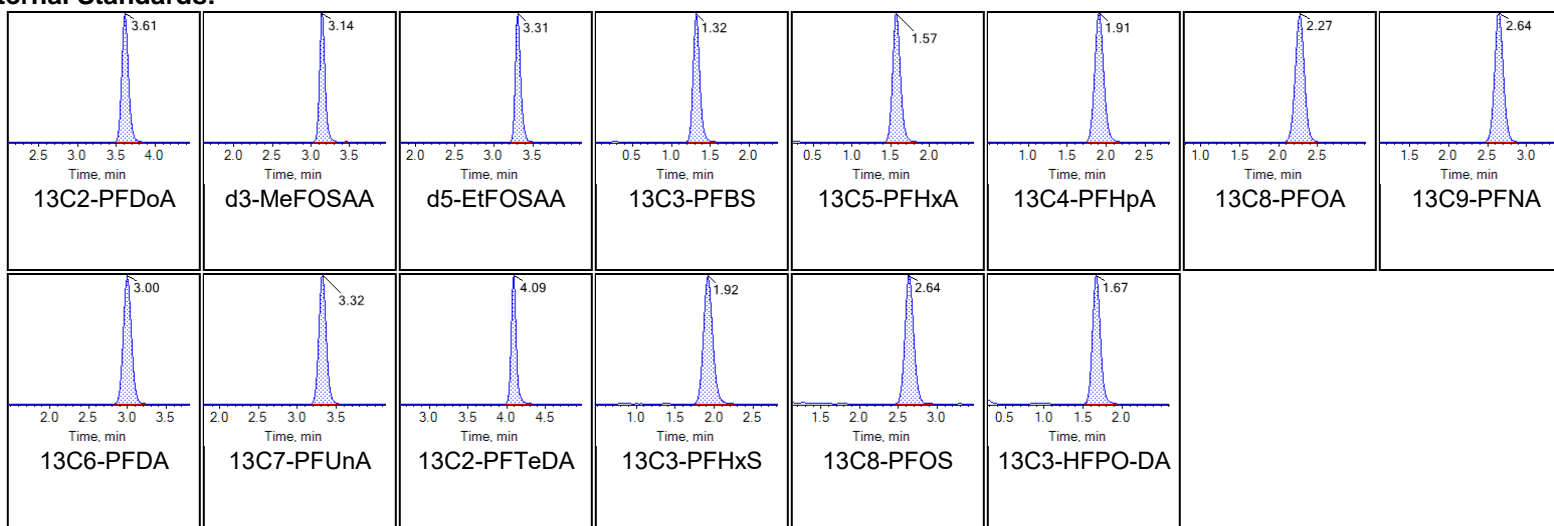 ternal Standards:
3.61
2.5 3.0 3.5 4.0
Time, min
13C2-PFDoA
3.14
2.0 2.5 3.0 3.5
Time, min
d3-MeFOSAA
3.31
2.0 2.5 3.0 3.5
Time, min
d5-EtFOSAA
1.32
0.5 1.0 1.5 2.0
Time, min
13C3-PFBS
1.57
0.5 1.0 1.5 2.0
Time, min
13C5-PFHxA
1.91
1.0 1.5 2.0 2.5
Time, min
13C4-PFHpA
2.27
1.0 1.5 2.0 2.5
Time, min
13C8-PFOA
2.64
1.5 2.0 2.5 3.0
Time, min
13C9-PFNA
3.00
2.0 2.5 3.0 3.5
Time, min
13C6-PFDA
3.32
2.0 2.5 3.0 3.5
Time, min
13C7-PFUnA
4.09
3.0 3.5 4.0 4.5
Time, min
13C2-PFTeDA
1.92
1.0 1.5 2.0 2.5
Time, min
13C3-PFHxS
2.64
1.5 2.0 2.5 3.0
Time, min
13C8-PFOS
1.67
0.5 1.0 1.5 2.0
Time, min
13C3-HFPO-DA